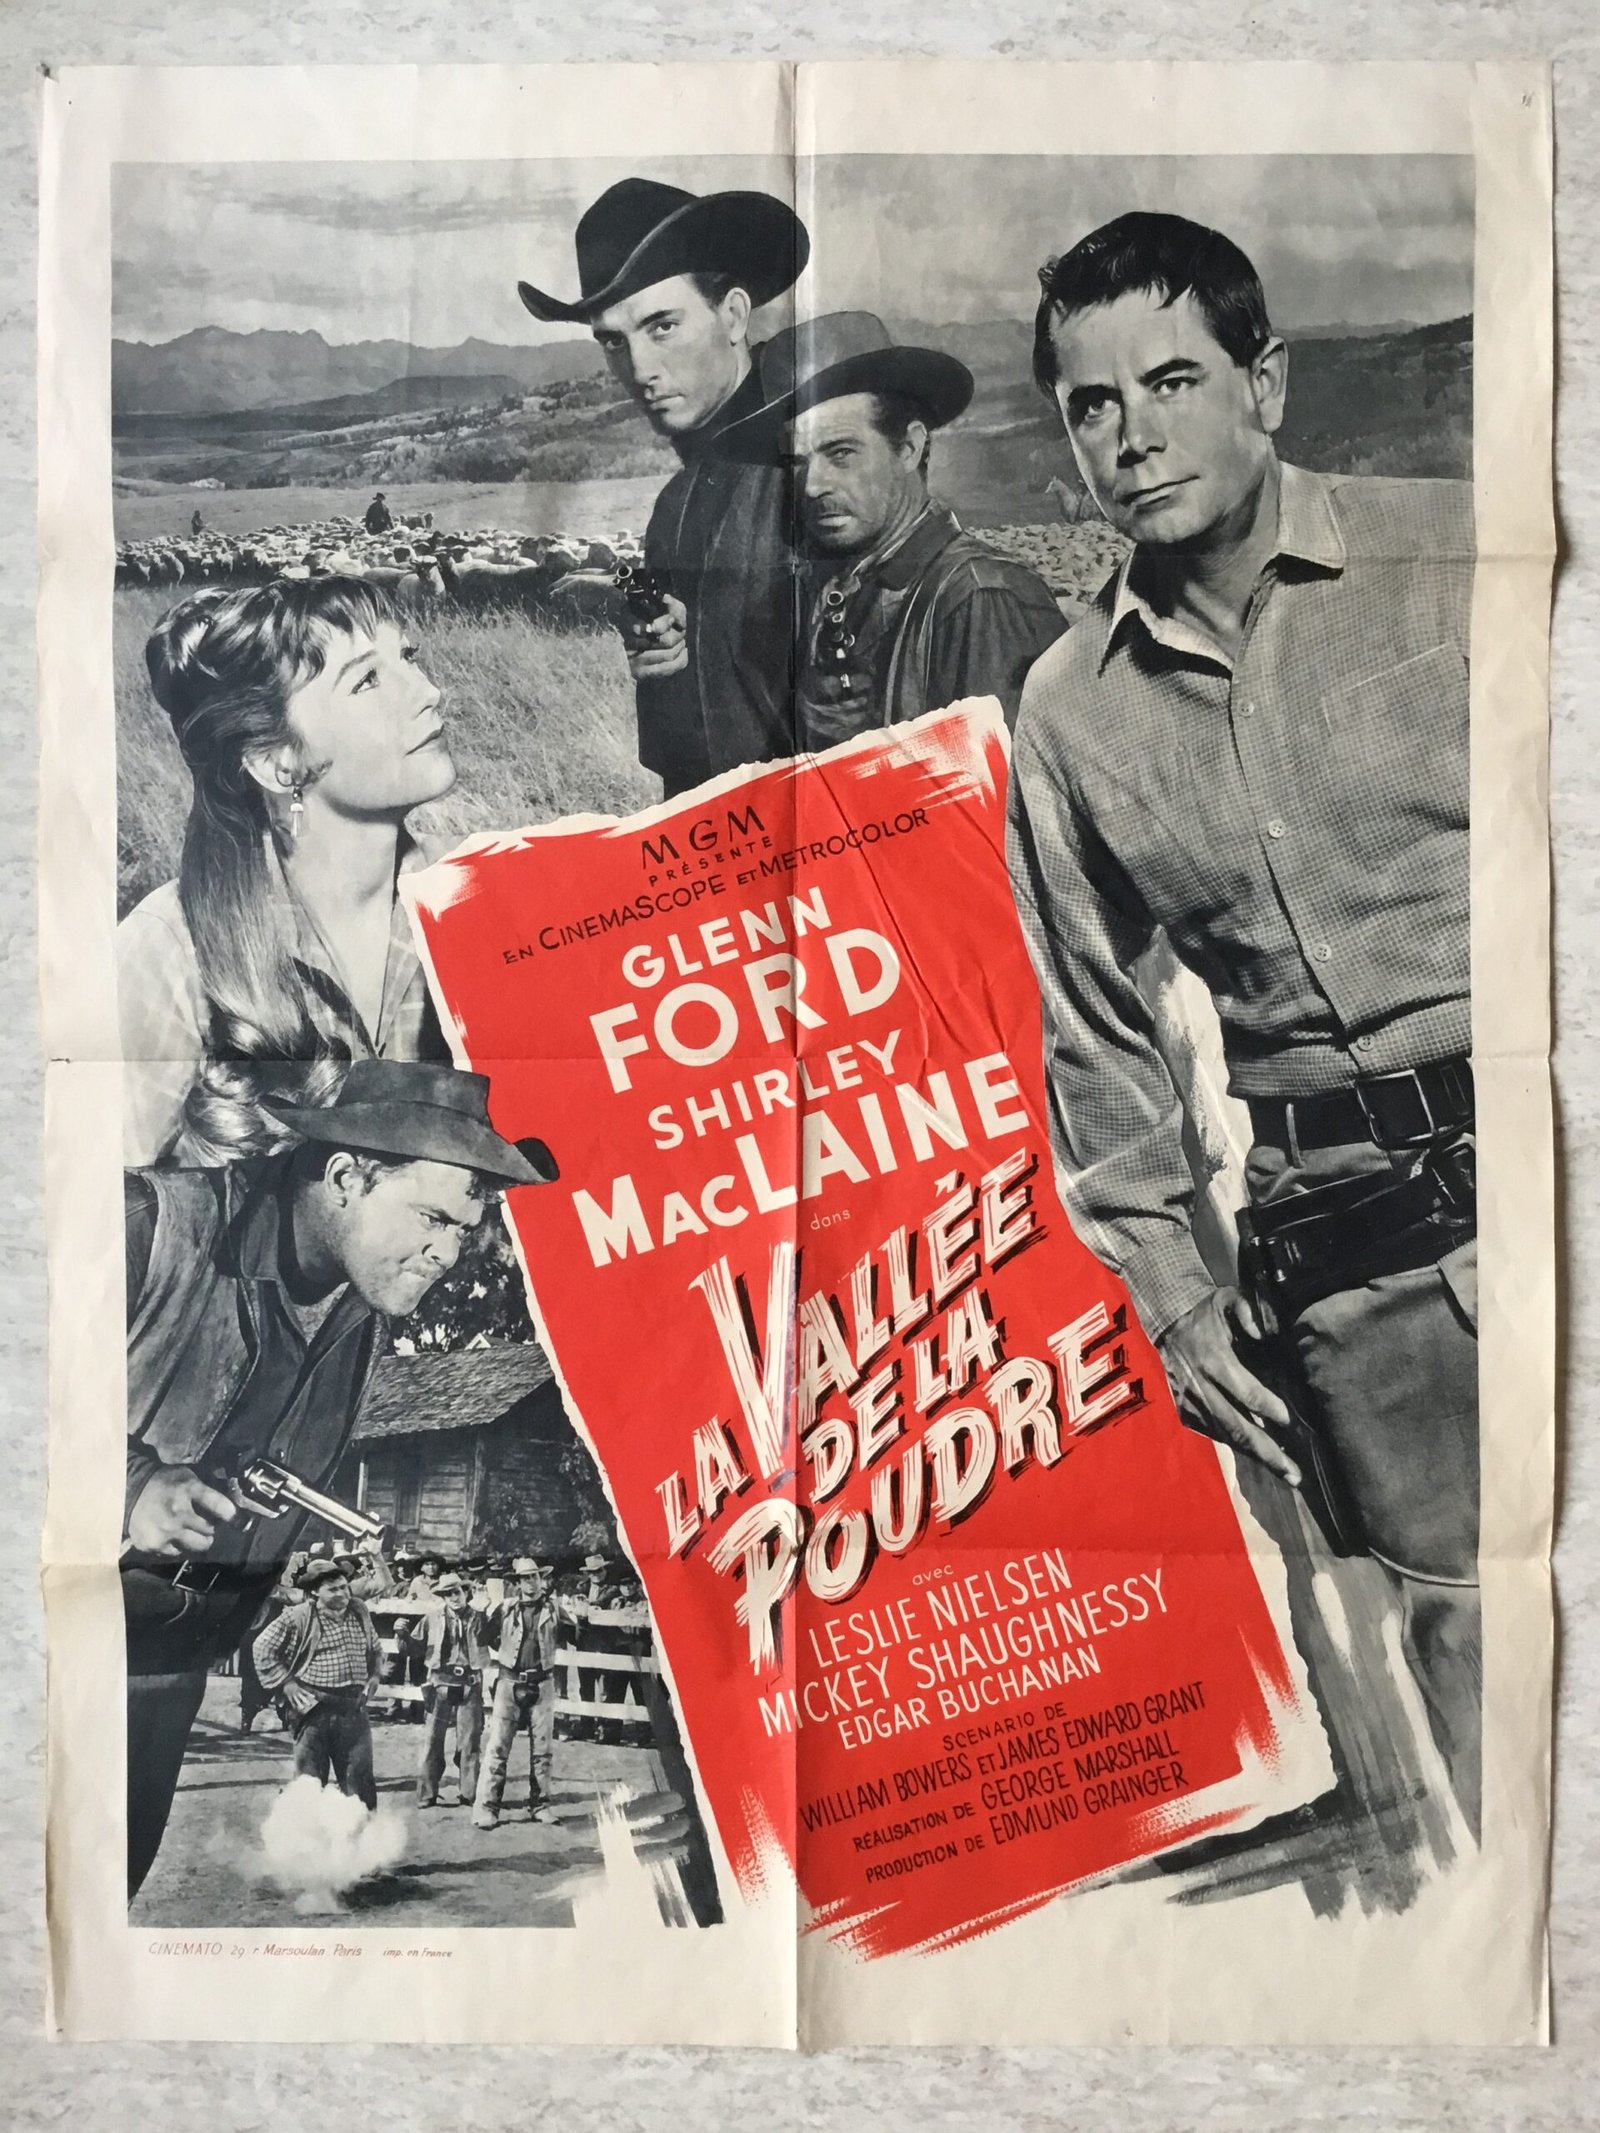 MGM
PRÉSENTE
EN CINEMASCOPE ET METROCOLOR
GLENN
FORD
SHIRLEY
MACLAINE
dans
LA VALLÉE
DE LA
POUDRE
avec
LESLIE NIELSEN
MICKEY SHAUGHNESSY
EDGAR BUCHANAN
SCENARIO DE
WILLIAM BOWERS ET JAMES EDWARD GRANT
RÉALISATION DE GEORGE MARSHALL
PRODUCTION DE EDMUND GRAINGER
CINEMATO 29 r Marsoulan Paris imp. en France